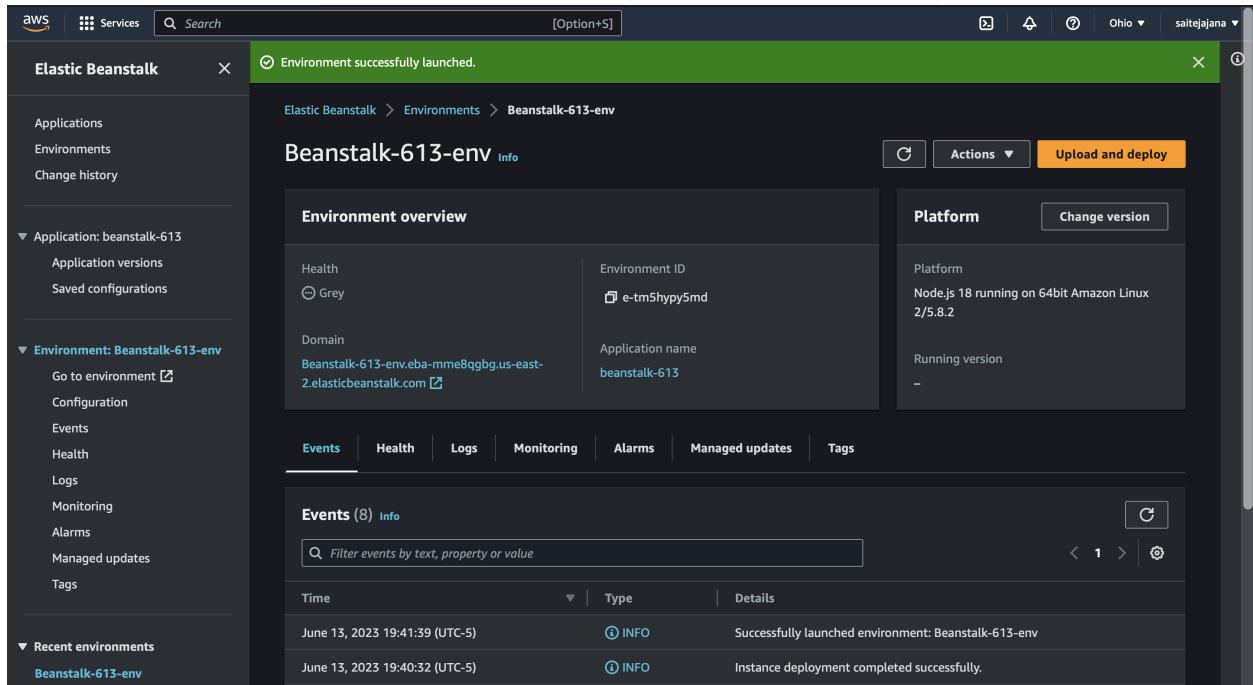 aws
Services
Search
[Option+S]
Ohio
saitejajana
Elastic Beanstalk
Applications
Environments
Change history
Application: beanstalk-613
Application versions
Saved configurations
Environment: Beanstalk-613-env
Go to environment
Configuration
Events
Health
Logs
Monitoring
Alarms
Managed updates
Tags
Recent environments
Beanstalk-613-env
Environment successfully launched.
Elastic Beanstalk > Environments > Beanstalk-613-env
Beanstalk-613-env Info
Actions
Upload and deploy
Environment overview
Health
Grey
Domain
Beanstalk-613-env.eba-mme8qgbg.us-east-
2.elasticbeanstalk.com
Environment ID
e-tm5hypy5md
Application name
beanstalk-613
Platform
Change version
Platform
Node.js 18 running on 64bit Amazon Linux
2/5.8.2
Running version
–
Events
Health
Logs
Monitoring
Alarms
Managed updates
Tags
Events (8) Info
Filter events by text, property or value
1
Time
Type
Details
June 13, 2023 19:41:39 (UTC-5)
INFO
Successfully launched environment: Beanstalk-613-env
June 13, 2023 19:40:32 (UTC-5)
INFO
Instance deployment completed successfully.